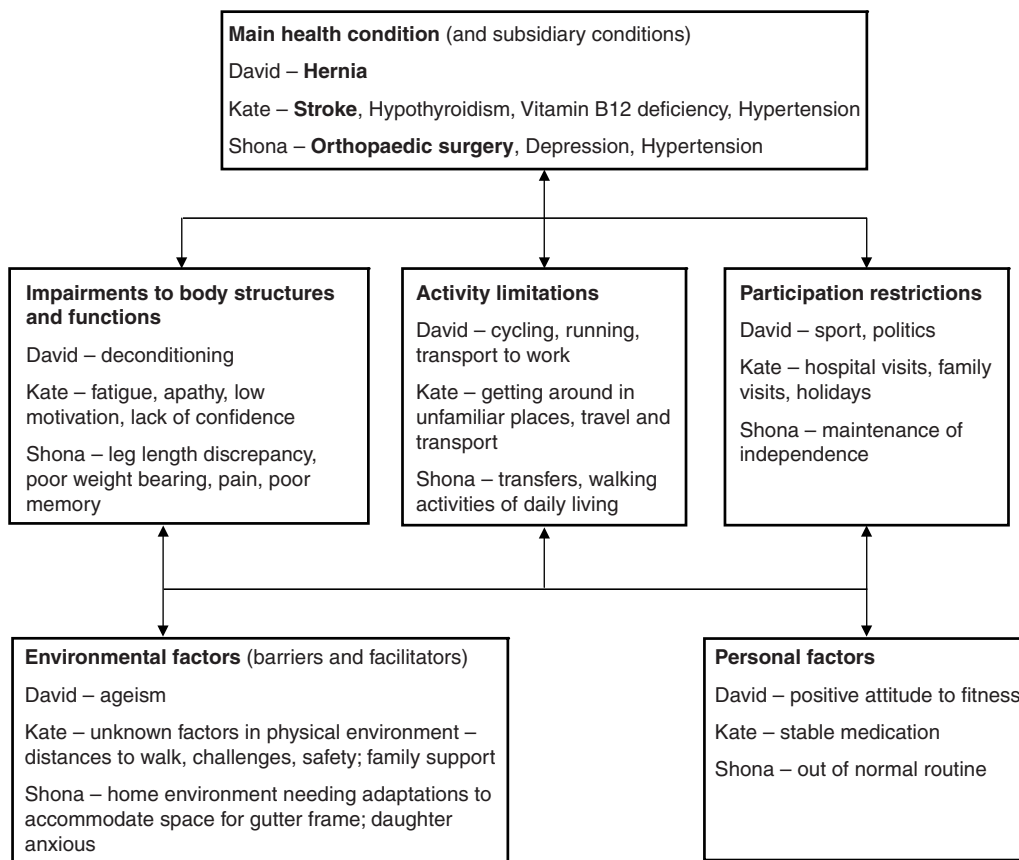 Main health condition (and subsidiary conditions)
David – Hernia
Kate – Stroke, Hypothyroidism, Vitamin B12 deficiency, Hypertension
Shona – Orthopaedic surgery, Depression, Hypertension
Impairments to body structures
and functions
David – deconditioning
Kate – fatigue, apathy, low
motivation, lack of confidence
Shona – leg length discrepancy,
poor weight bearing, pain, poor
memory
Activity limitations
David – cycling, running,
transport to work
Kate – getting around in
unfamiliar places, travel and
transport
Shona – transfers, walking
activities of daily living
Participation restrictions
David – sport, politics
Kate – hospital visits, family
visits, holidays
Shona – maintenance of
independence
Environmental factors (barriers and facilitators)
David – ageism
Kate – unknown factors in physical environment –
distances to walk, challenges, safety; family support
Shona – home environment needing adaptations to
accommodate space for gutter frame; daughter
anxious
Personal factors
David – positive attitude to fitness
Kate – stable medication
Shona – out of normal routine